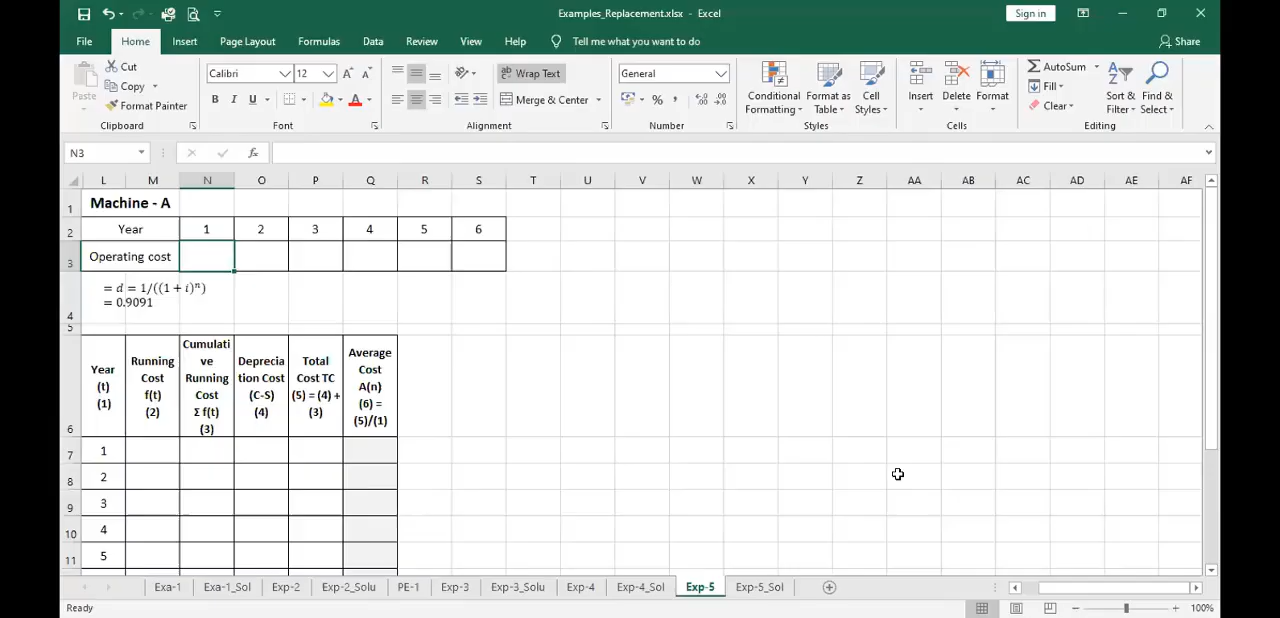 Examples_Replacement.xlsx - Excel
Sign in
File Home Insert Page Layout Formulas Data Review View Help Tell me what you want to do Share
Paste
Cut
Copy
Format Painter
Clipboard
Calibri 12
B I U
Font
Wrap Text
Merge & Center
Alignment
General
Number
Conditional Formatting
Format as Table
Cell Styles
Styles
Insert Delete Format
Cells
AutoSum
Fill
Clear
Sort & Filter
Find & Select
Editing
N3 fx
L M N O P Q R S T U V W X Y Z AA AB AC AD AE AF
1 Machine - A
2 Year 1 2 3 4 5 6
3 Operating cost
= d = 1/((1 + i)ⁿ)
4 = 0.9091
5
6
Year
(t)
(1)
Running
Cost
f(t)
(2)
Cumulati
ve
Running
Cost
Σ f(t)
(3)
Deprecia
tion Cost
(C-S)
(4)
Total
Cost TC
(5) = (4) +
(3)
Average
Cost
A(n)
(6) =
(5)/(1)
7 1
8 2
9 3
10 4
11 5
Exa-1 Exa-1_Sol Exp-2 Exp-2_Solu PE-1 Exp-3 Exp-3_Solu Exp-4 Exp-4_Sol Exp-5 Exp-5_Sol
Ready 100%